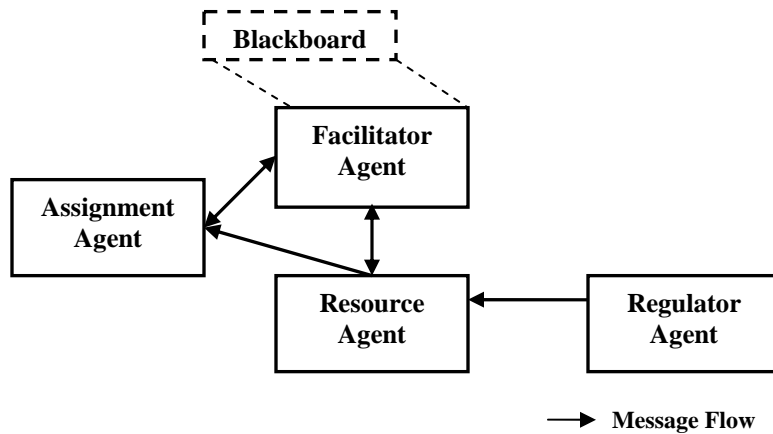 Blackboard
Facilitator
Agent
Assignment
Agent
Resource
Agent
Regulator
Agent
Message Flow